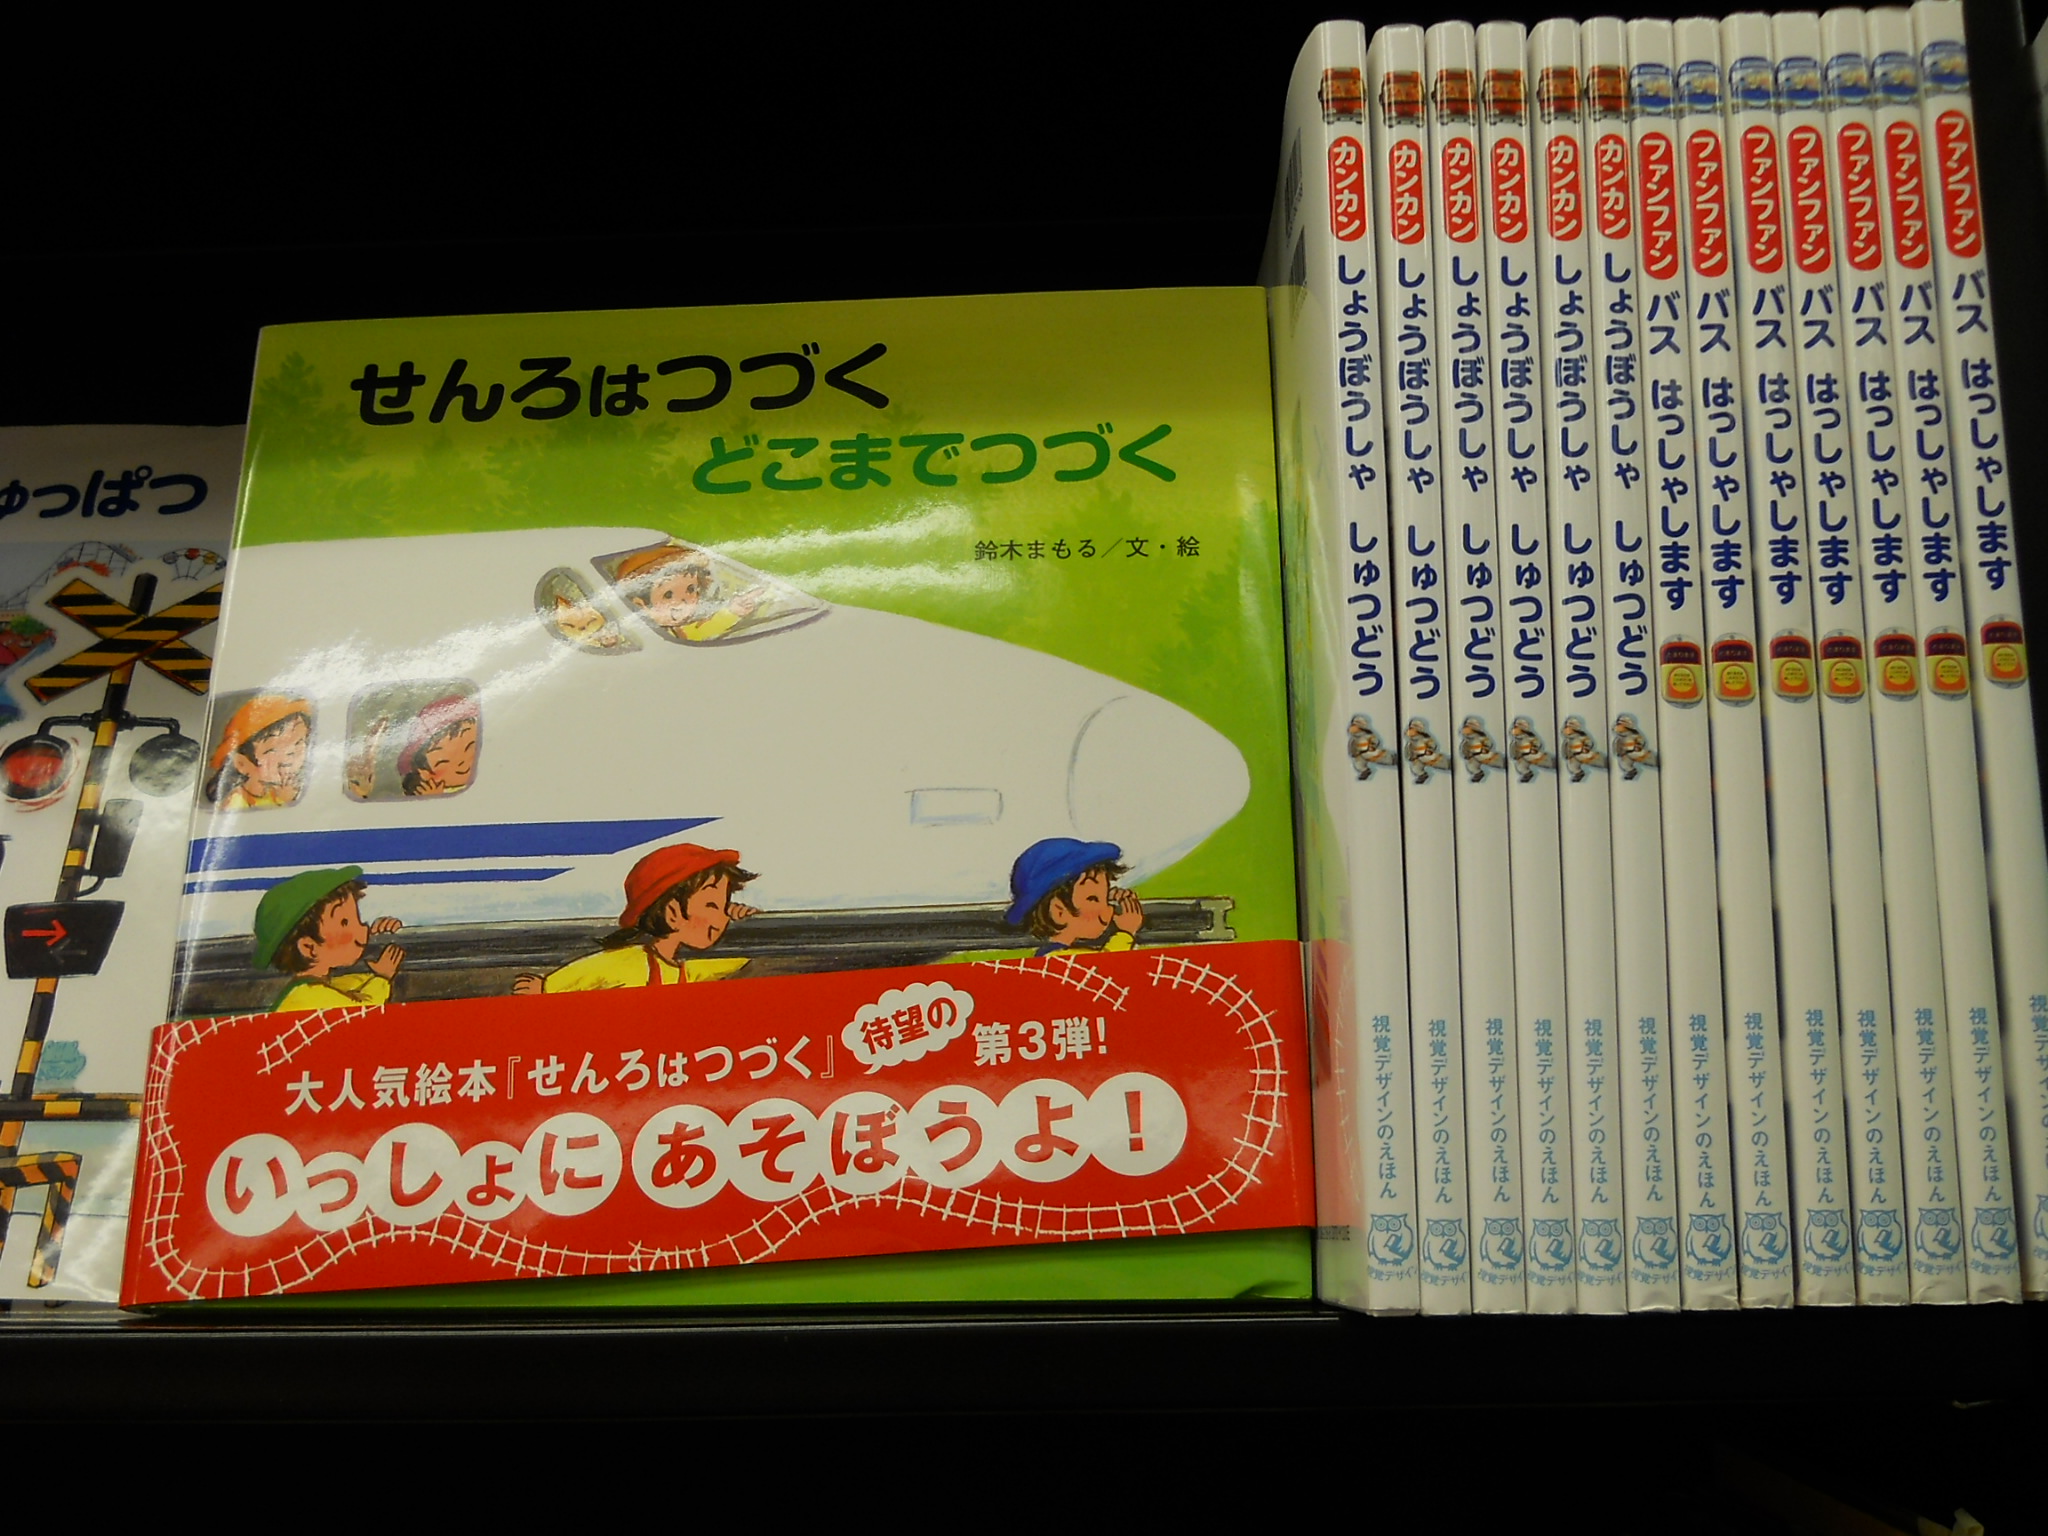 ゅっぱつ
せんろはつづく
どこまでつづく
鈴木まもる／文・絵
大人気絵本『せんろはつづく』待望の第3弾!
いっしょに あそぼうよ!
カンカン しょうぼうしゃ しゅつどう 視覚デザインのえほん
カンカン しょうぼうしゃ しゅつどう 視覚デザインのえほん
カンカン しょうぼうしゃ しゅつどう 視覚デザインのえほん
カンカン しょうぼうしゃ しゅつどう 視覚デザインのえほん
カンカン しょうぼうしゃ しゅつどう 視覚デザインのえほん
カンカン しょうぼうしゃ しゅつどう 視覚デザインのえほん
ファンファン バス はっしゃします 視覚デザインのえほん
ファンファン バス はっしゃします 視覚デザインのえほん
ファンファン バス はっしゃします 視覚デザインのえほん
ファンファン バス はっしゃします 視覚デザインのえほん
ファンファン バス はっしゃします 視覚デザインのえほん
ファンファン バス はっしゃします 視覚デザインのえほん
ファンファン バス はっしゃします 視覚デザインのえほん